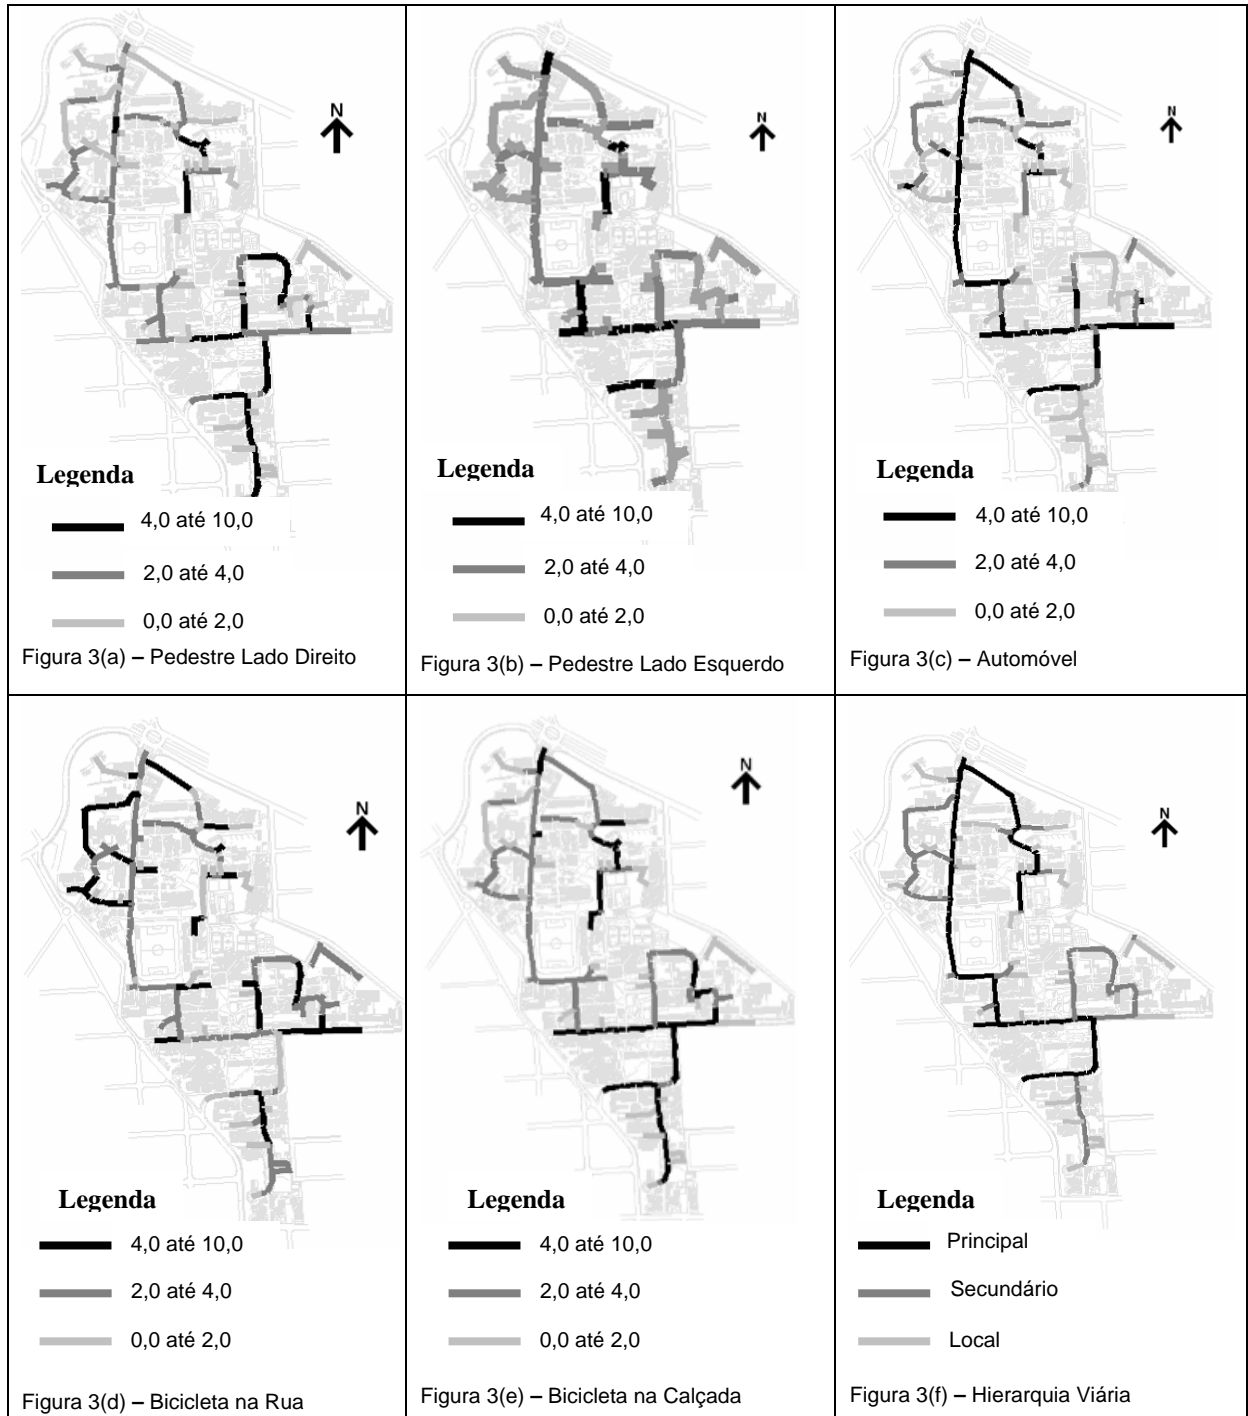 N
Legenda
4,0 até 10,0
2,0 até 4,0
0,0 até 2,0
Figura 3(a) – Pedestre Lado Direito
N
Legenda
4,0 até 10,0
2,0 até 4,0
0,0 até 2,0
Figura 3(b) – Pedestre Lado Esquerdo
N
Legenda
4,0 até 10,0
2,0 até 4,0
0,0 até 2,0
Figura 3(c) – Automóvel
N
Legenda
4,0 até 10,0
2,0 até 4,0
0,0 até 2,0
Figura 3(d) – Bicicleta na Rua
N
Legenda
4,0 até 10,0
2,0 até 4,0
0,0 até 2,0
Figura 3(e) – Bicicleta na Calçada
N
Legenda
Principal
Secundário
Local
Figura 3(f) – Hierarquia Viária